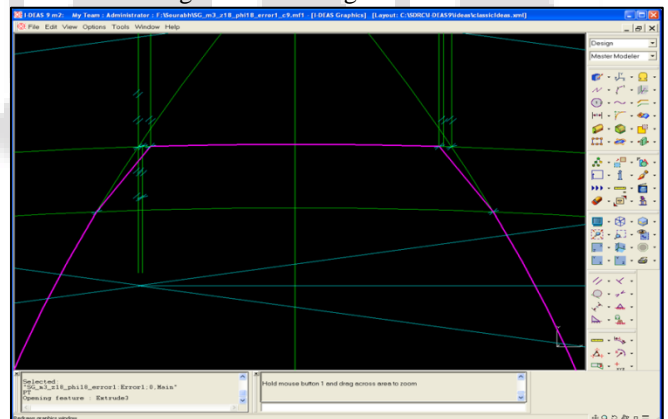 I-DEAS 9 m2: My Team : Administrator : F:\Sourabh\SG_m3_z18_phi18_error1_c9.mf1 - [I-DEAS Graphics] [Layout: C:\SDRC\I-DEAS9\Ideas\classicIdeas.xml]
File Edit View Options Tools Window Help
Design
Master Modeler
Selected:
"SG_m3_z18_phi18_error1:Error1:0.Main"
PT
Opening feature : Extrude3
Hold mouse button 1 and drag across area to zoom